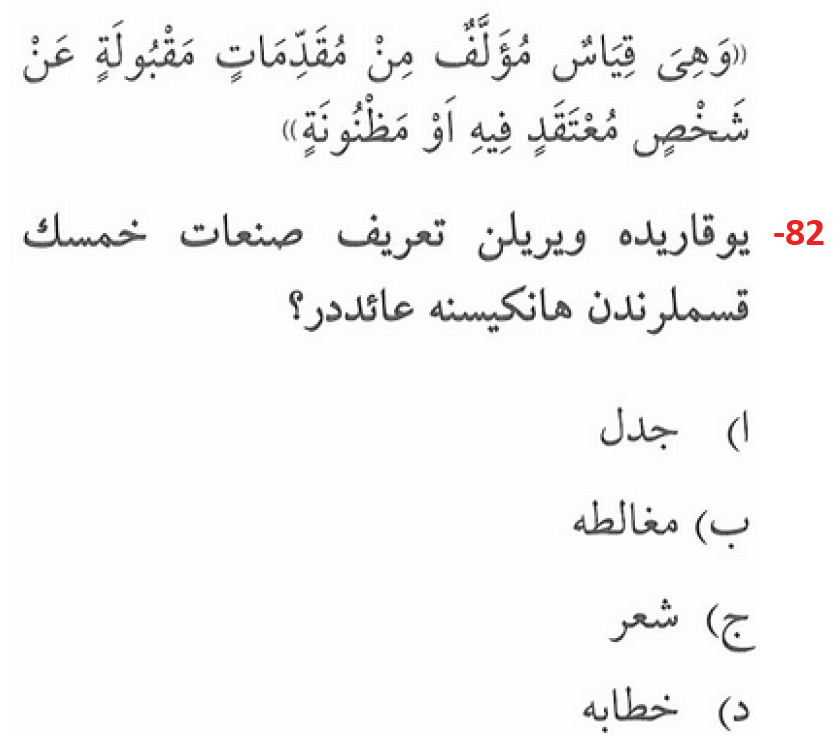 ((وَهِىَ قِيَاسٌ مُؤَلَّفٌ مِنْ مُقَدِّمَاتٍ مَقْبُولَةٍ عَنْ
شَخْصٍ مُعْتَقَدٍ فِيهِ اَوْ مَظْنُونَةٍ))
82- يوقاريده ويريلن تعريف صنعات خمسك
قسملرندن هانكيسنه عائددر؟
ا) جدل
ب) مغالطه
ج) شعر
د) خطابه